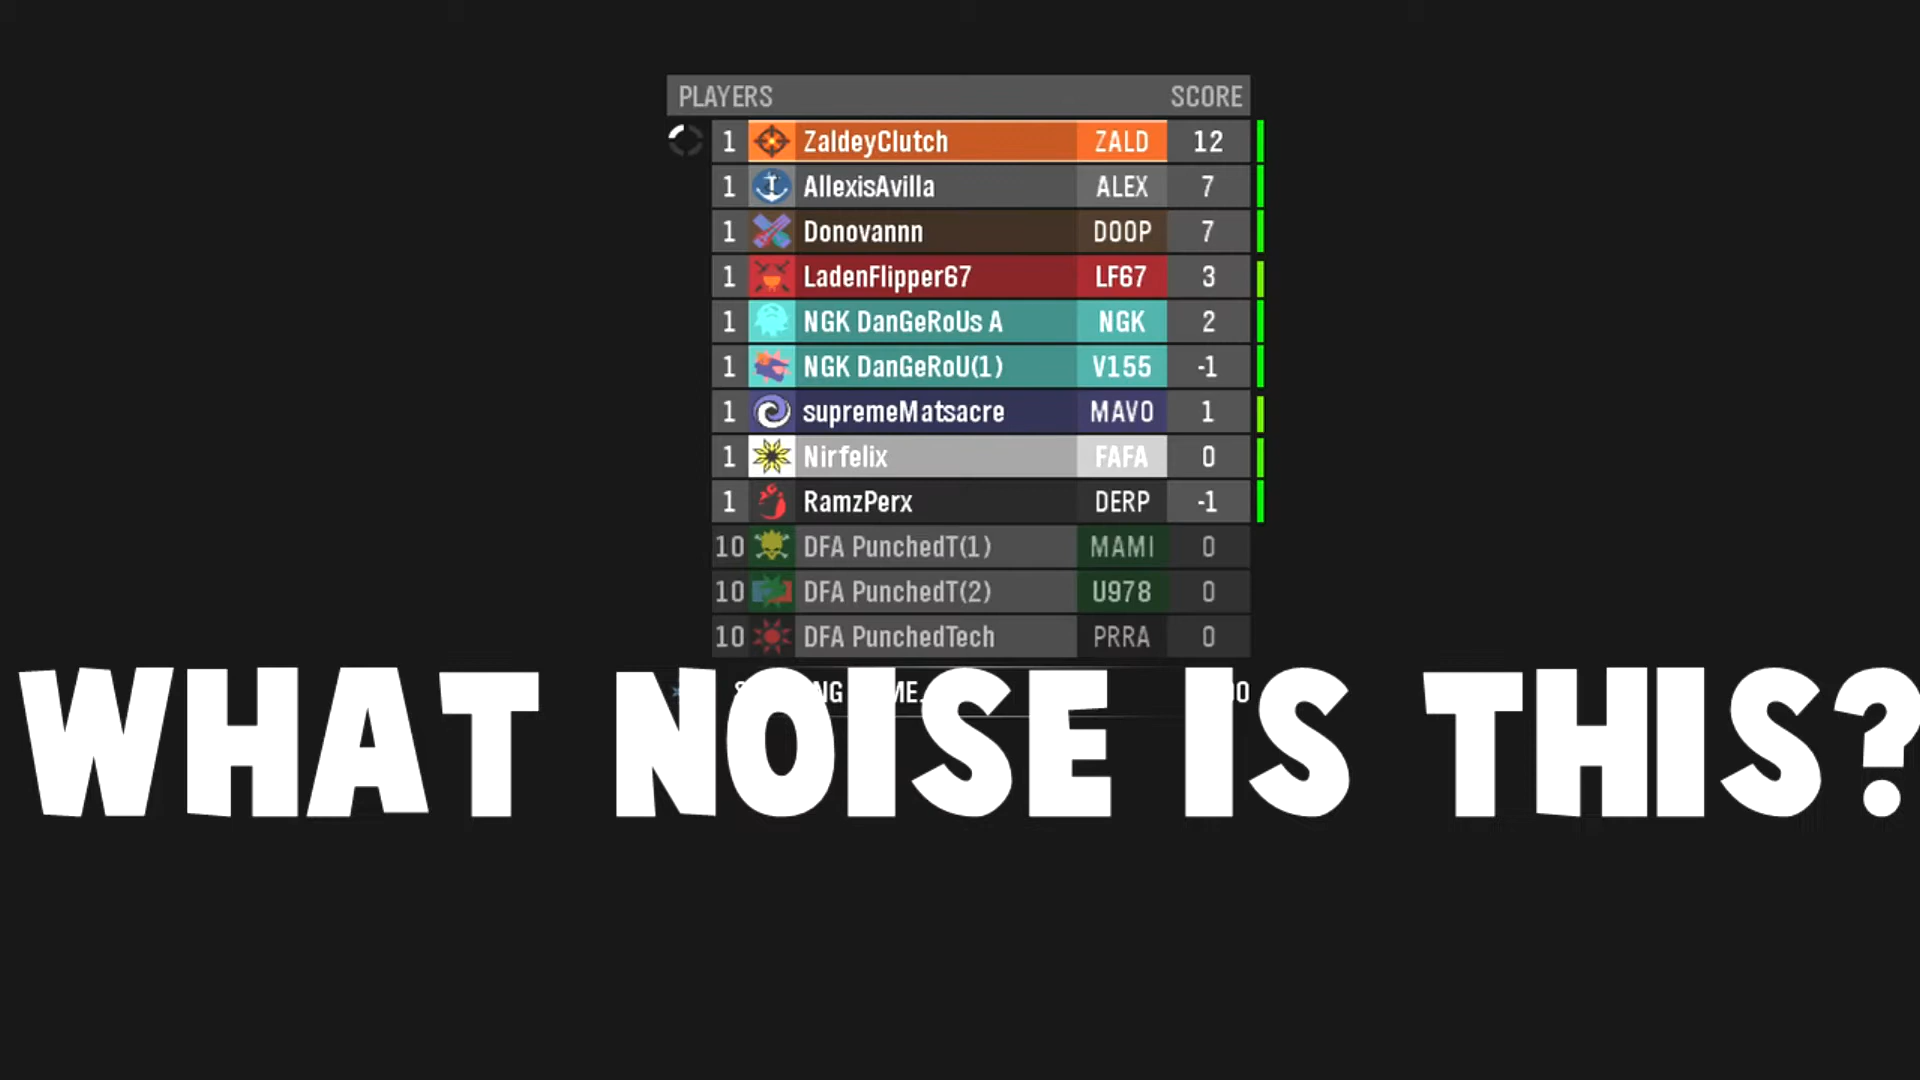 PLAYERS SCORE
1 ZaldeyClutch ZALD 12
1 AllexisAvilla ALEX 7
1 Donovannn DOOP 7
1 LadenFlipper67 LF67 3
1 NGK DanGeRoUs A NGK 2
1 NGK DanGeRoU(1) V155 -1
1 supremeMatsacre MAVO 1
1 Nirfelix FAFA 0
1 RamzPerx DERP -1
10 DFA PunchedT(1) MAMI 0
10 DFA PunchedT(2) U978 0
10 DFA PunchedTech PRRA 0
WHAT NOISE IS THIS?